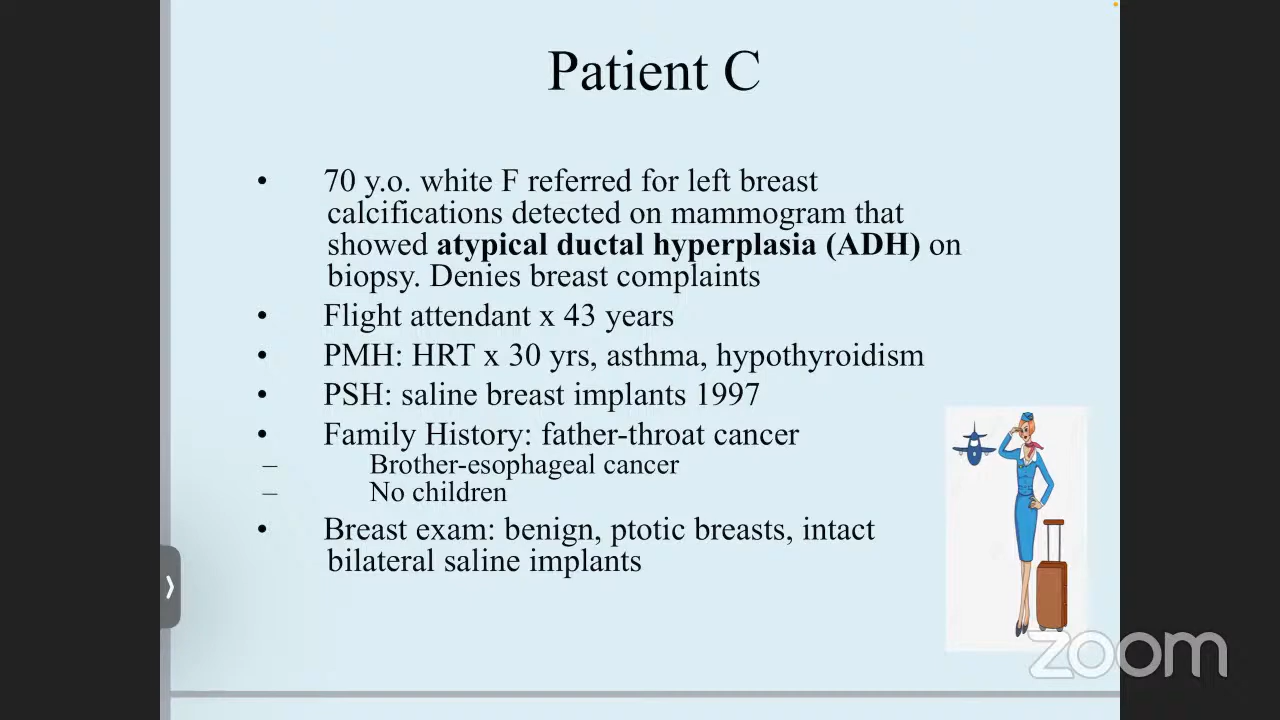 Patient C
• 70 y.o. white F referred for left breast
calcifications detected on mammogram that
showed atypical ductal hyperplasia (ADH) on
biopsy. Denies breast complaints
• Flight attendant x 43 years
• PMH: HRT x 30 yrs, asthma, hypothyroidism
• PSH: saline breast implants 1997
• Family History: father-throat cancer
– Brother-esophageal cancer
– No children
• Breast exam: benign, ptotic breasts, intact
bilateral saline implants
zoom